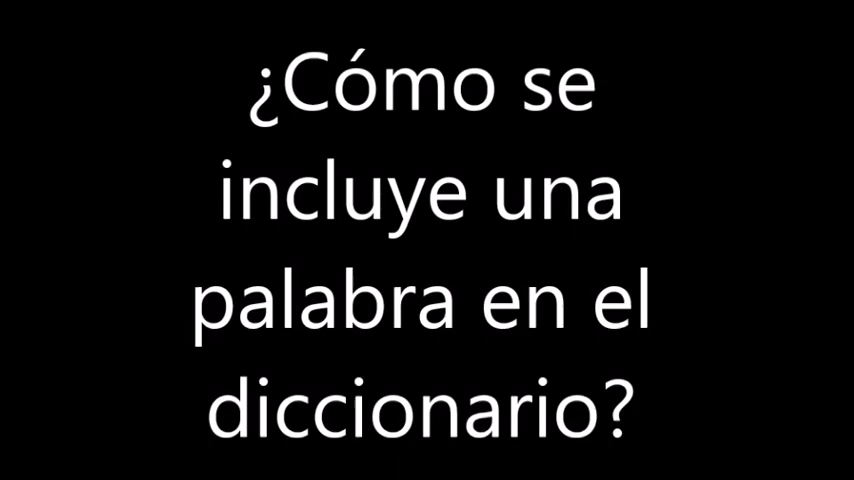 ¿Cómo se
incluye una
palabra en el
diccionario?